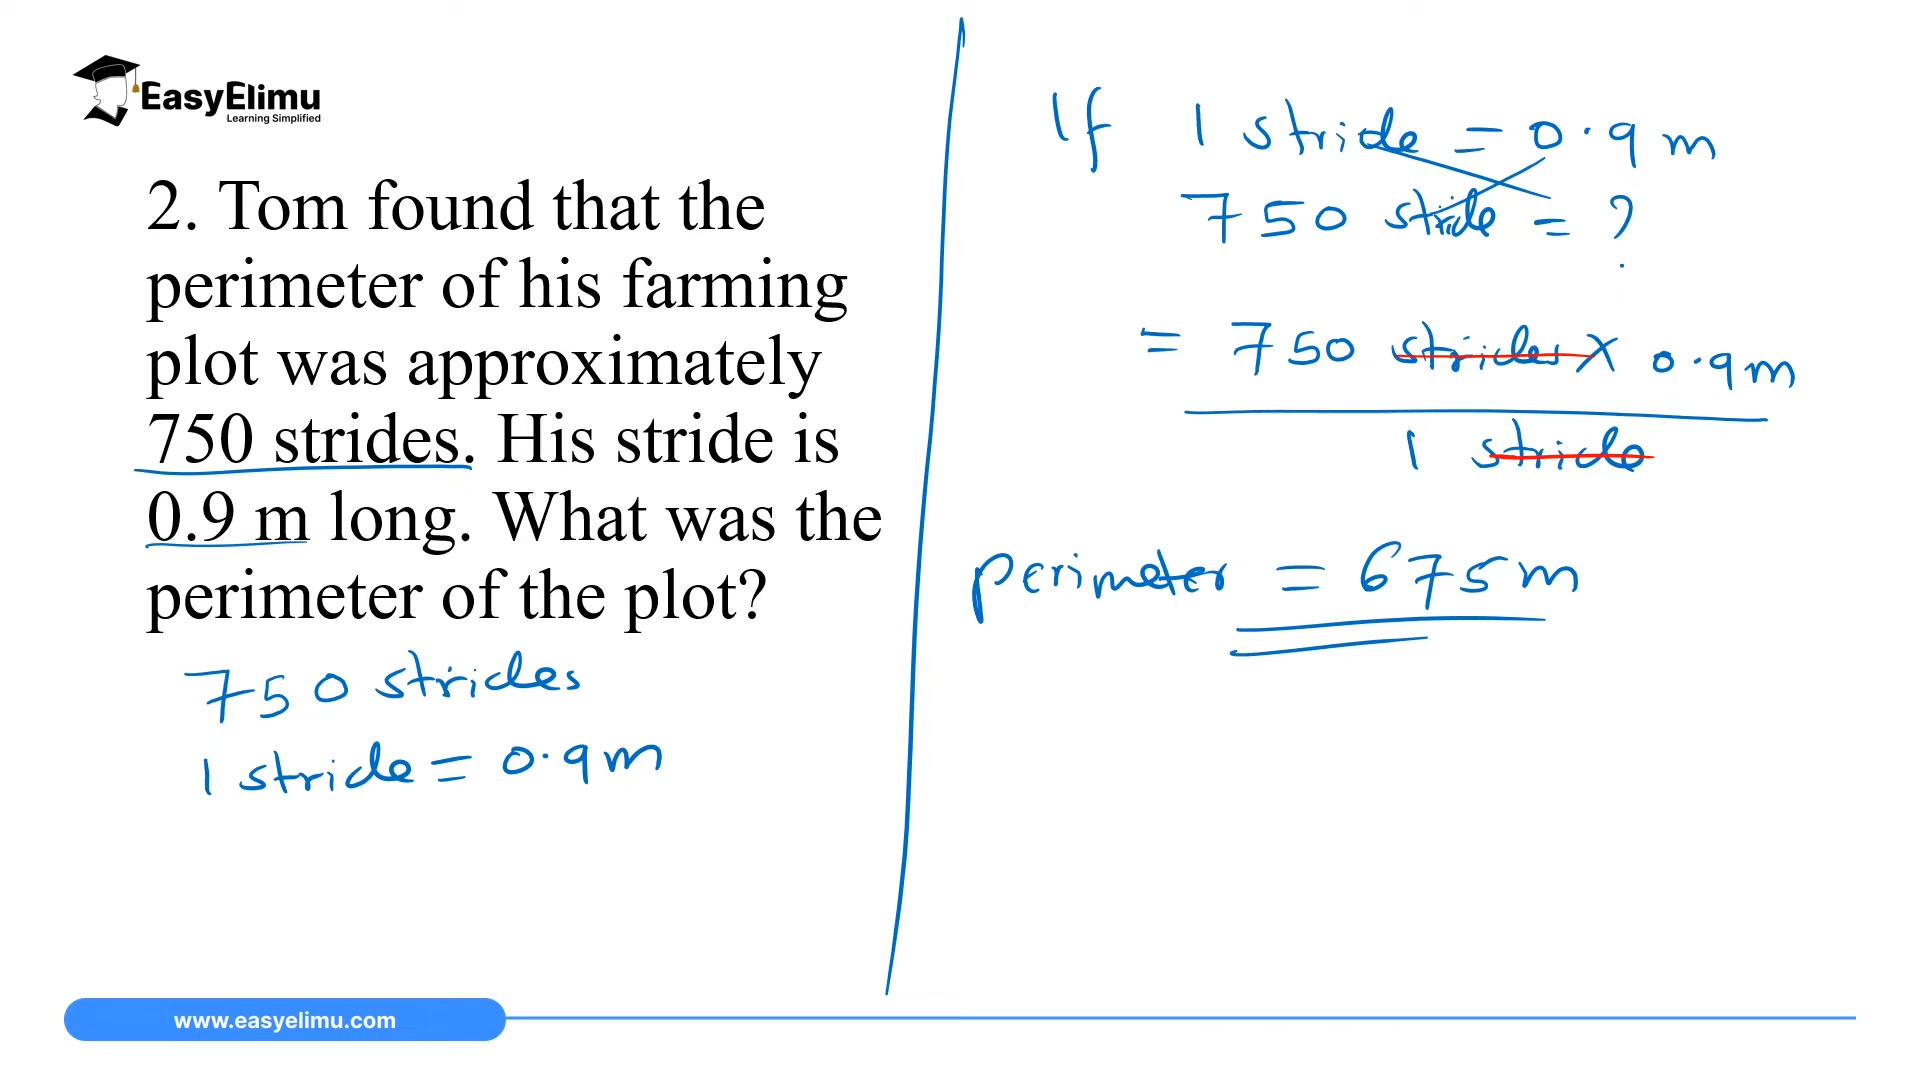 EasyElimu
Learning Simplified
2. Tom found that the
perimeter of his farming
plot was approximately
750 strides. His stride is
0.9 m long. What was the
perimeter of the plot?
750 strides
1 stride = 0.9m
If 1 stride = 0.9 m
750 stride = ?
= 750 strides X 0.9m
1 stride
perimeter = 675m
www.easyelimu.com